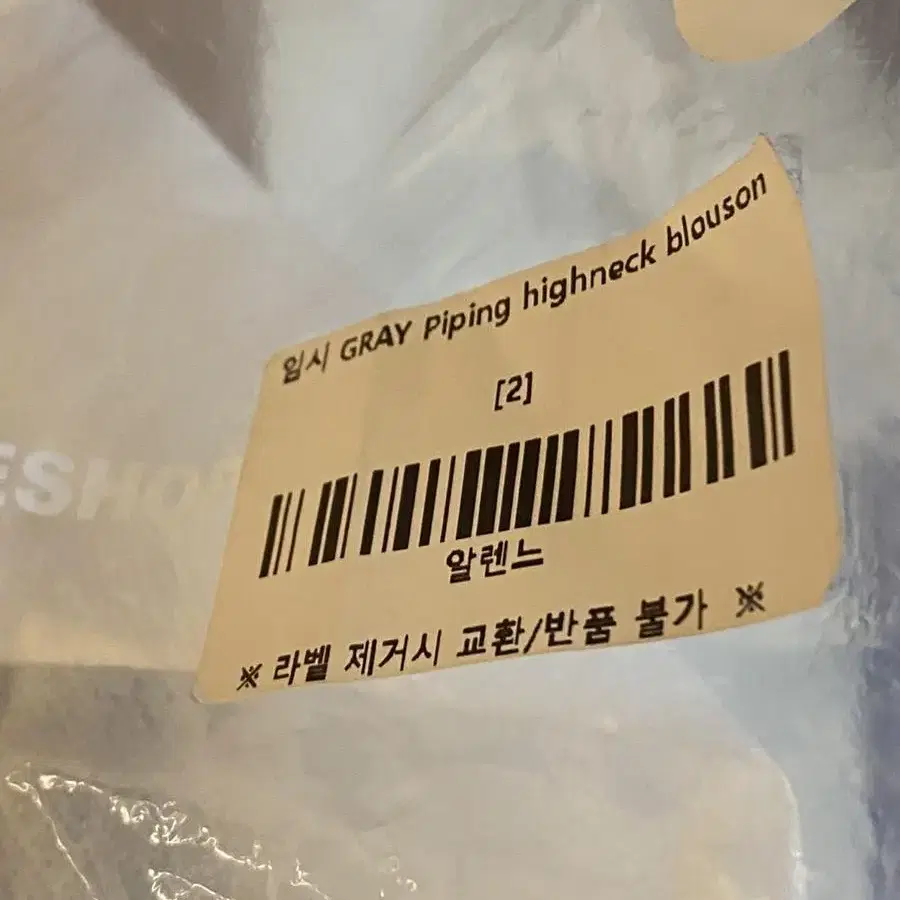 임시 GRAY Piping highneck blouson
[2]
알렌느
※ 라벨 제거시 교환/반품 불가 ※